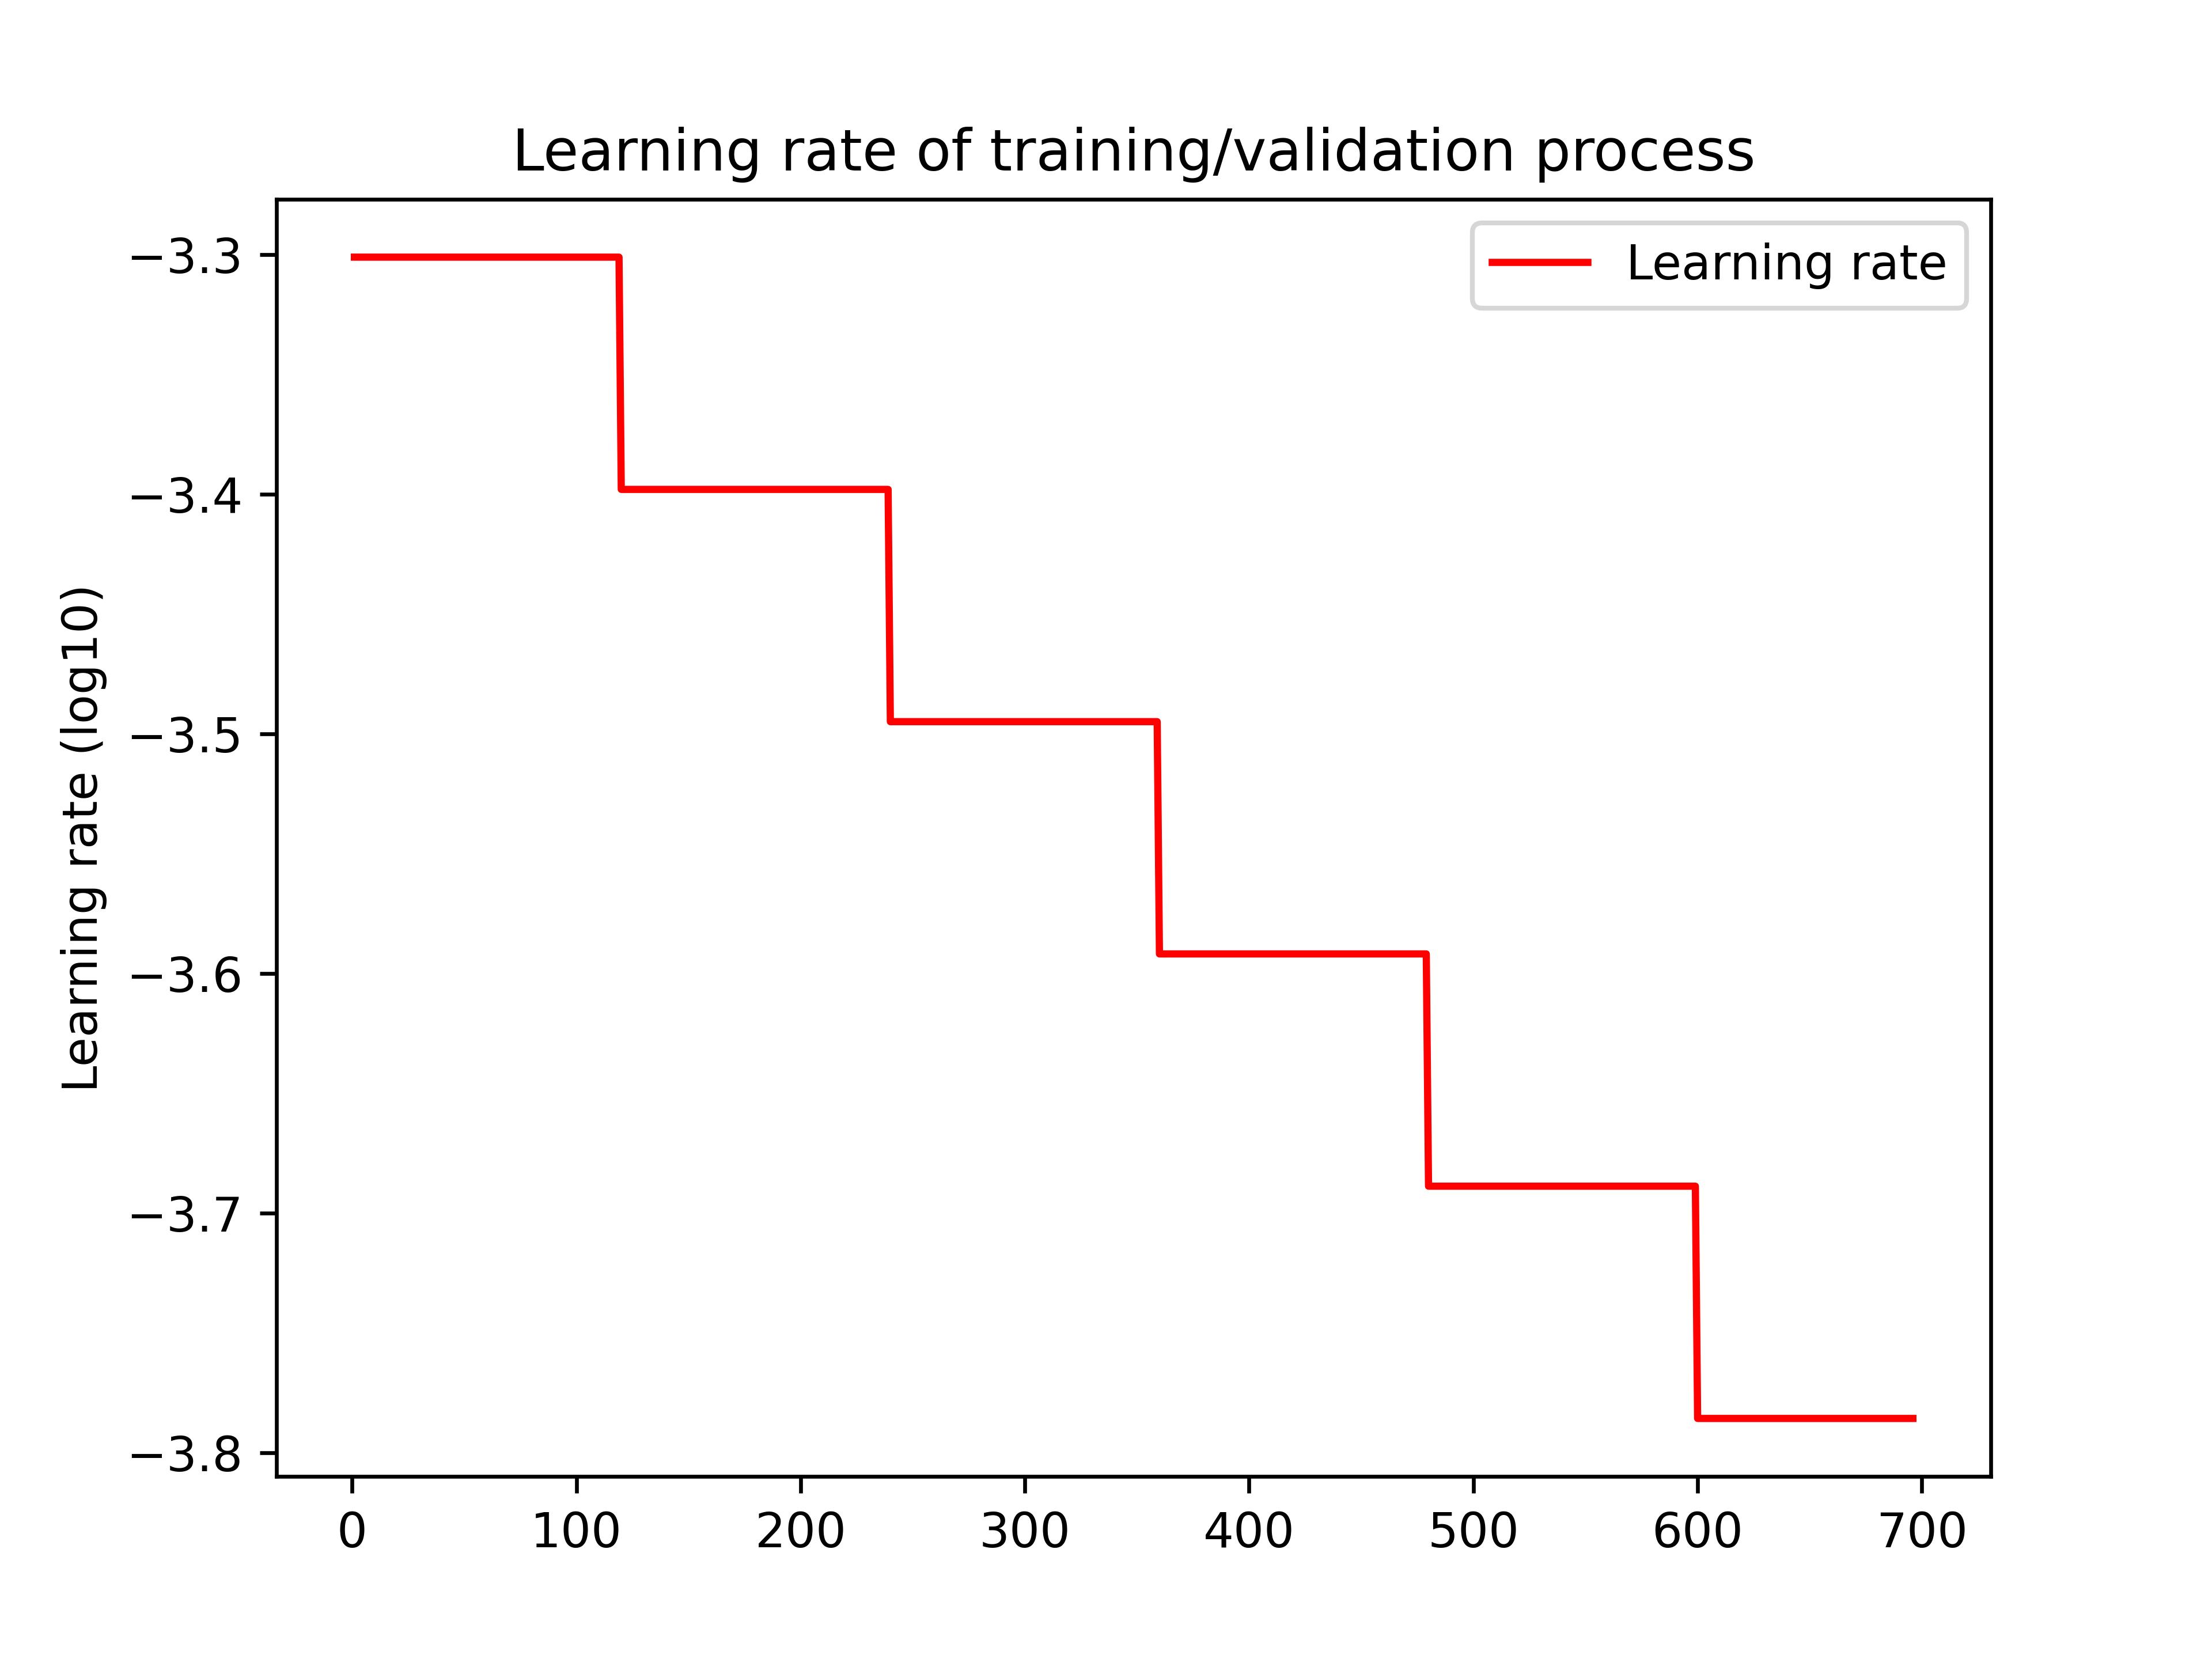 Learning rate of training/validation process
Learning rate
Learning rate (log10)
−3.3
−3.4
−3.5
−3.6
−3.7
−3.8
0 100 200 300 400 500 600 700